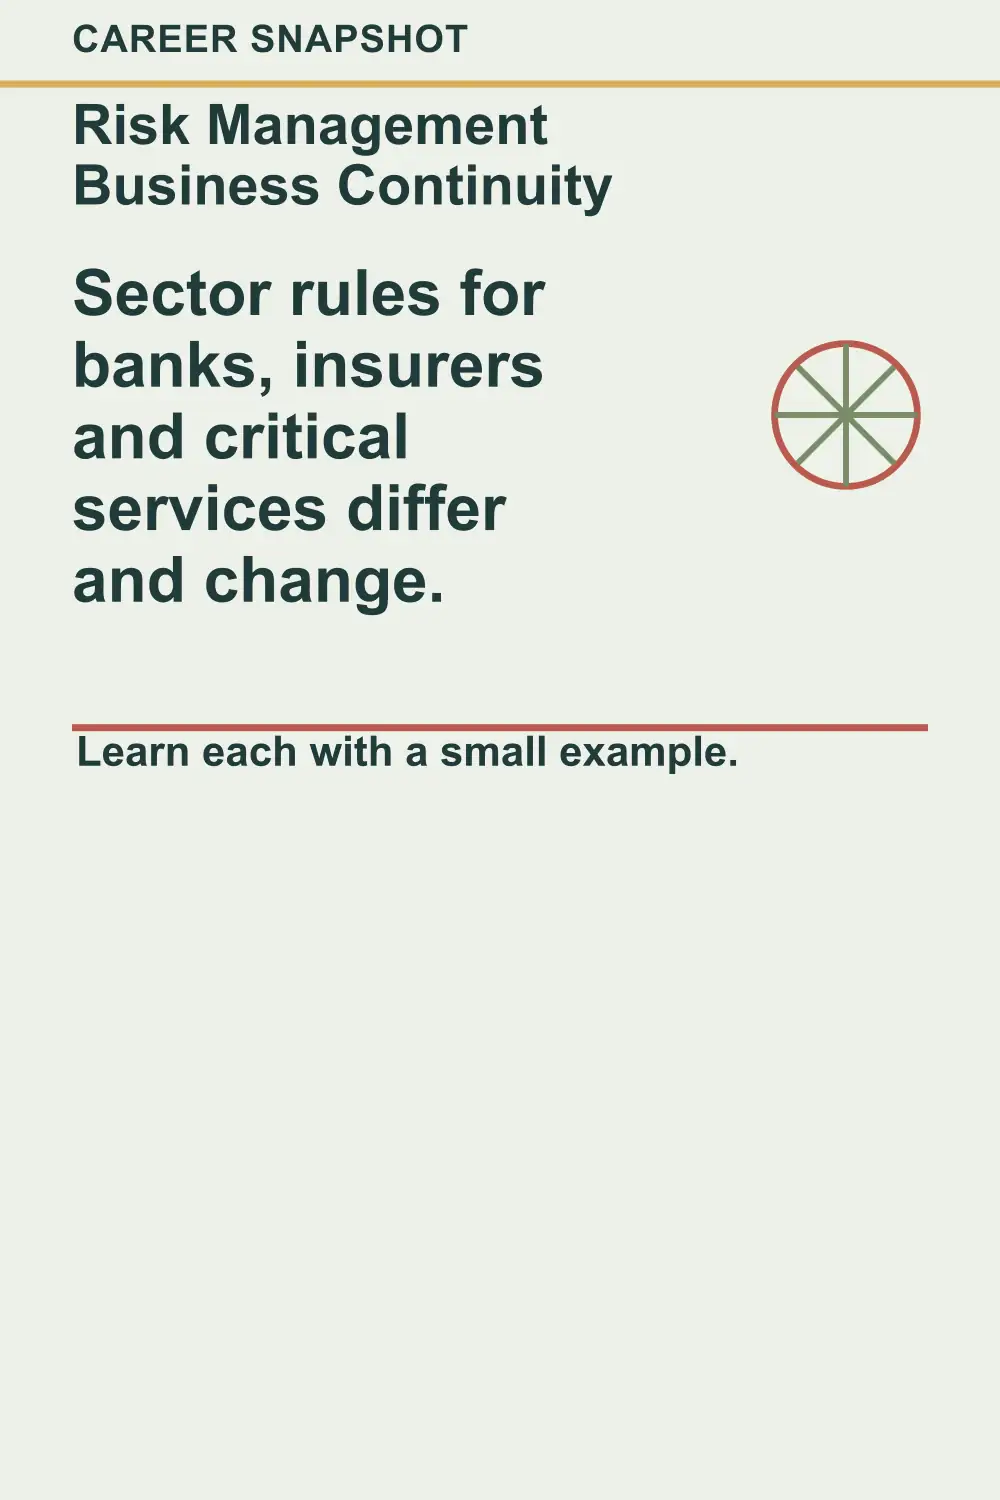 CAREER SNAPSHOT
Risk Management
Business Continuity
Sector rules for
banks, insurers
and critical
services differ
and change.
Learn each with a small example.